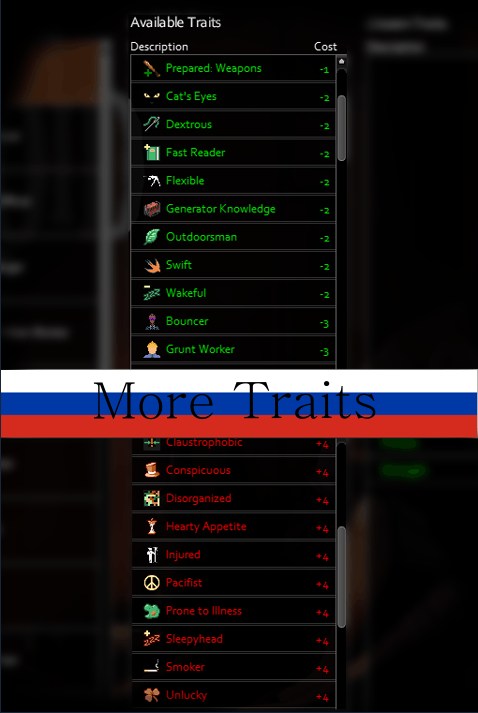 Available Traits
Description Cost
Prepared: Weapons -1
Cat's Eyes -2
Dextrous -2
Fast Reader -2
Flexible -2
Generator Knowledge -2
Outdoorsman -2
Swift -2
Wakeful -2
Bouncer -3
Grunt Worker -3
More Traits
Claustrophobic +4
Conspicuous +4
Disorganized +4
Hearty Appetite +4
Injured +4
Pacifist +4
Prone to Illness +4
Sleepyhead +4
Smoker +4
Unlucky +4